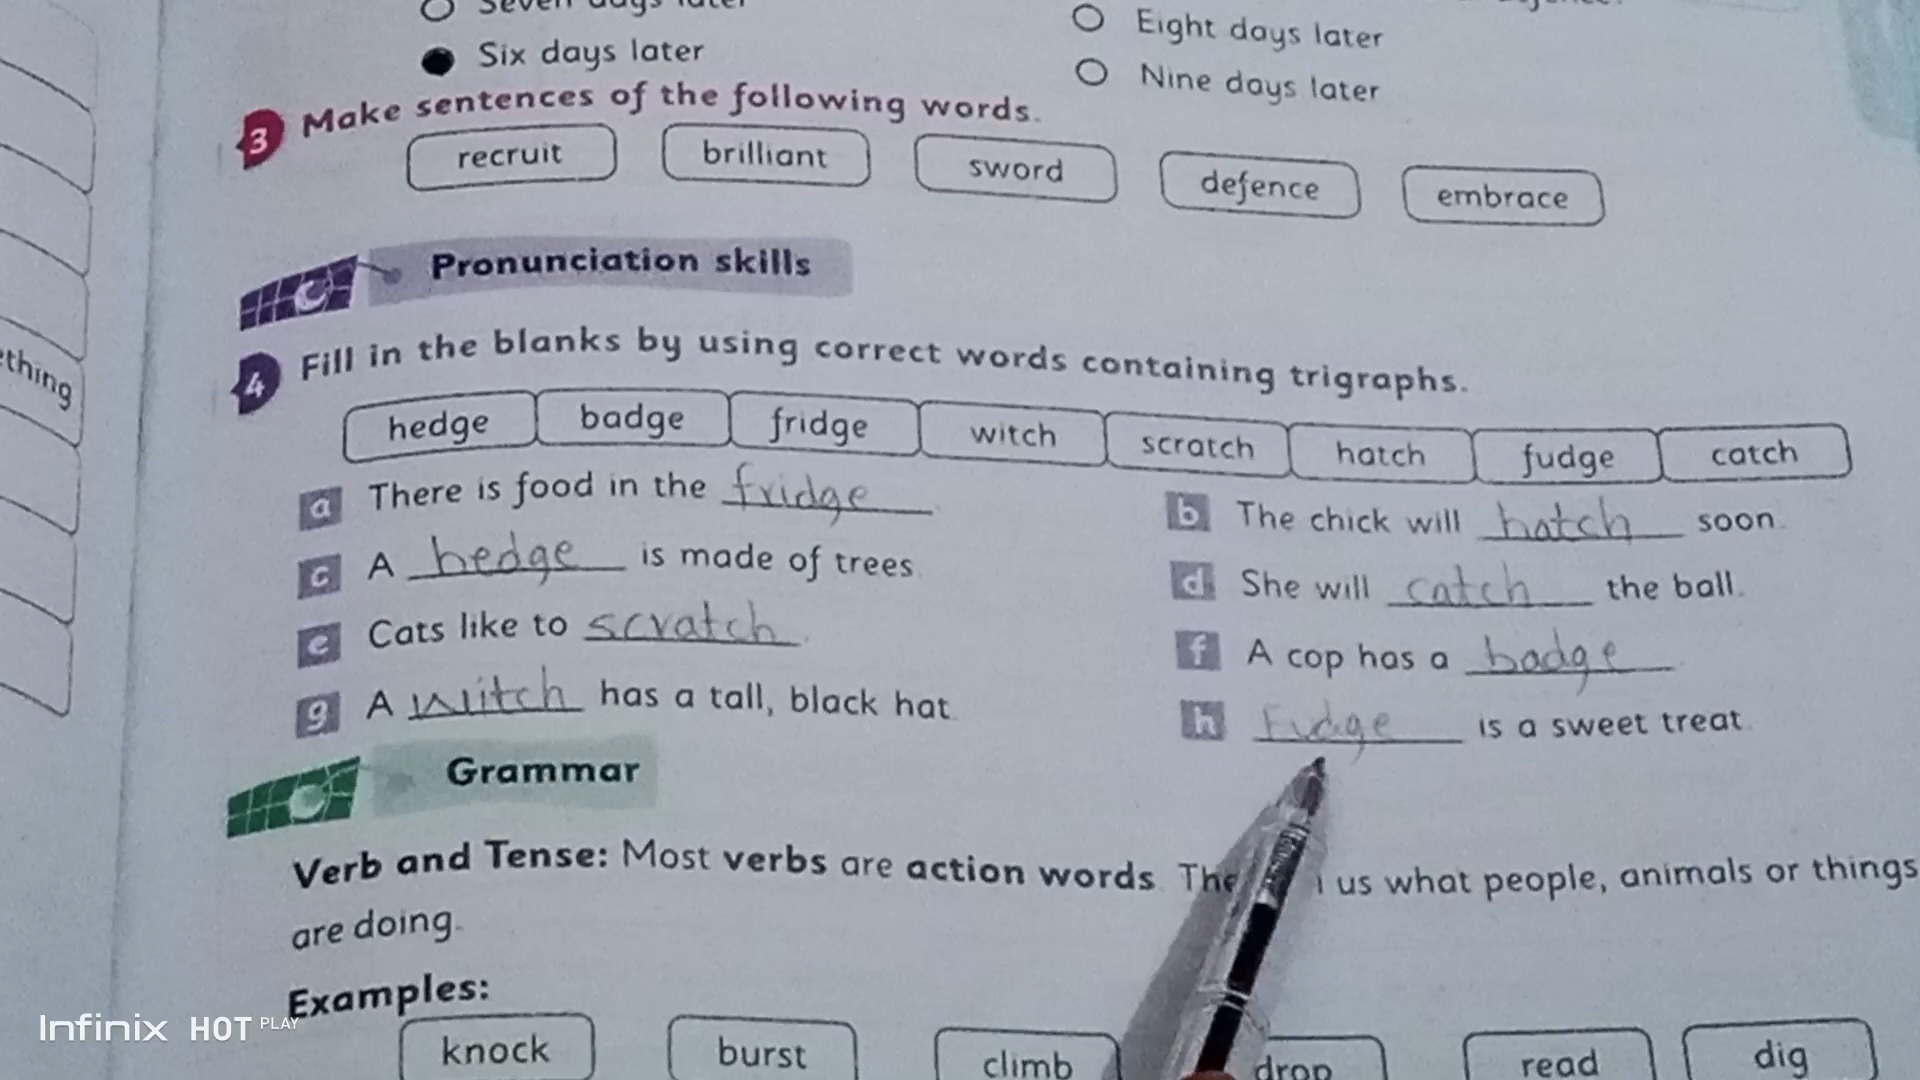 Six days later
Eight days later
Nine days later
3 Make sentences of the following words.
recruit brilliant sword defence embrace
Pronunciation skills
4 Fill in the blanks by using correct words containing trigraphs.
hedge badge fridge witch scratch hatch fudge catch
a There is food in the fridge
b The chick will hatch soon.
c A hedge is made of trees.
d She will catch the ball.
e Cats like to scratch.
f A cop has a badge
g A witch has a tall, black hat.
h Fudge is a sweet treat.
Grammar
Verb and Tense: Most verbs are action words. us what people, animals or things
are doing.
Examples:
knock burst climb drop read dig
thing
Infinix HOT PLAY